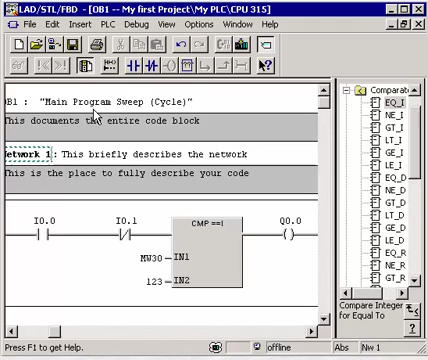 LAD/STL/FBD - [OB1 -- My first Project\My PLC\CPU 315]
File Edit Insert PLC Debug View Options Window Help
OB1 : "Main Program Sweep (Cycle)"
This documents the entire code block
Network 1: This briefly describes the network
This is the place to fully describe your code
I0.0 I0.1 CMP ==I Q0.0
MW30 IN1
123 IN2
Comparator
EQ_I
NE_I
GT_I
LT_I
GE_I
LE_I
EQ_D
NE_D
GT_D
LT_D
GE_D
LE_D
EQ_R
NE_R
GT_R
Compare Integer
for Equal To
Press F1 to get Help. offline Abs Nw 1